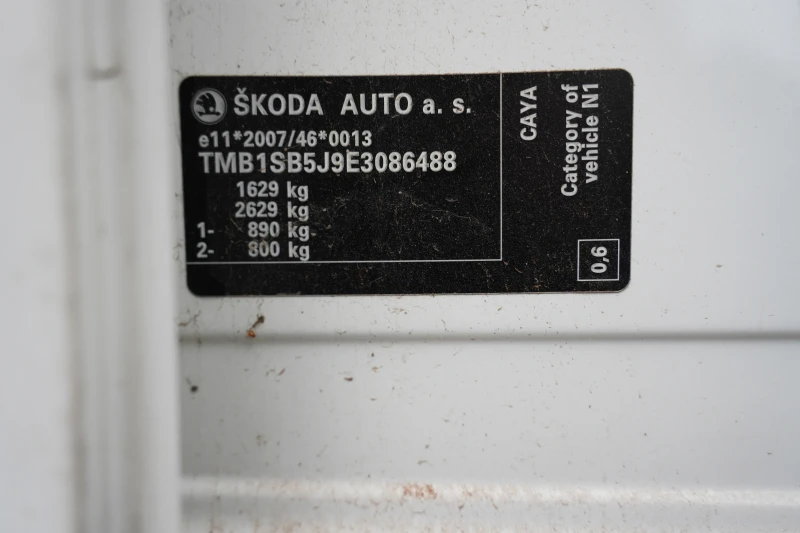 ŠKODA AUTO a. s.
e11*2007/46*0013
TMB1SB5J9E3086488
1629 kg
2629 kg
1- 890 kg
2- 800 kg
CAYA
Category of
vehicle N1
0,6